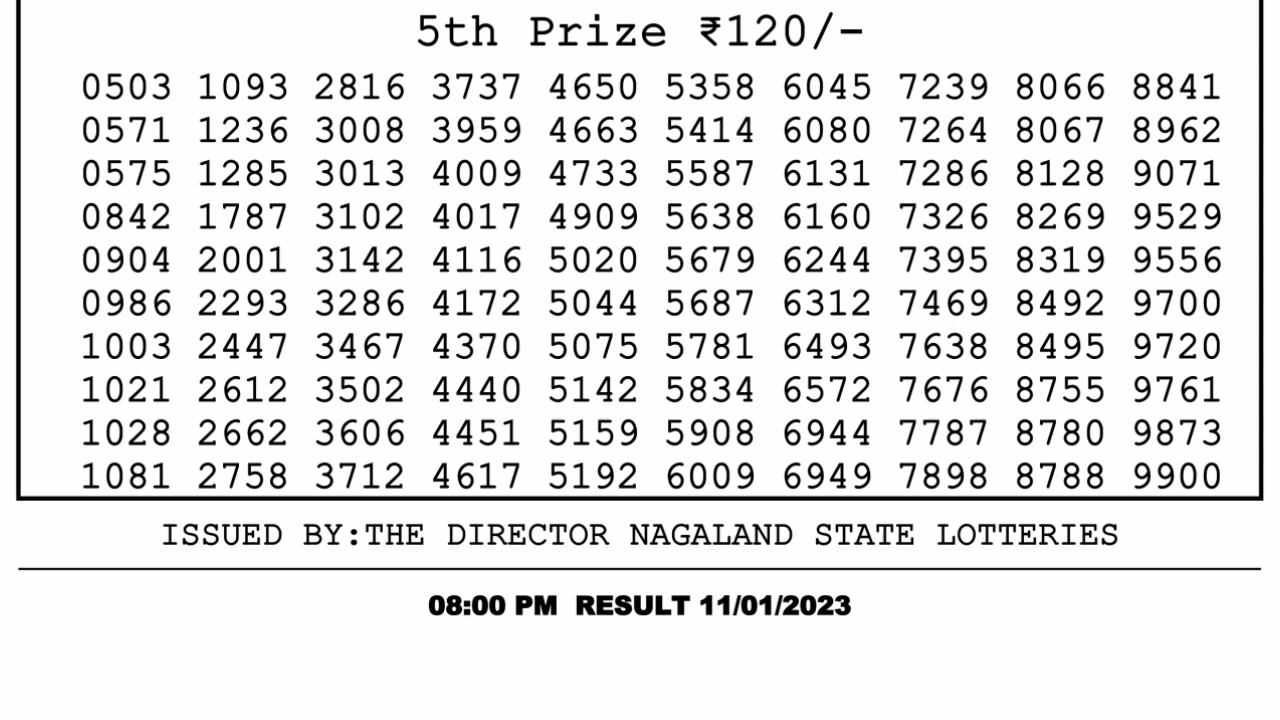 5th Prize ₹120/-
0503 1093 2816 3737 4650 5358 6045 7239 8066 8841
0571 1236 3008 3959 4663 5414 6080 7264 8067 8962
0575 1285 3013 4009 4733 5587 6131 7286 8128 9071
0842 1787 3102 4017 4909 5638 6160 7326 8269 9529
0904 2001 3142 4116 5020 5679 6244 7395 8319 9556
0986 2293 3286 4172 5044 5687 6312 7469 8492 9700
1003 2447 3467 4370 5075 5781 6493 7638 8495 9720
1021 2612 3502 4440 5142 5834 6572 7676 8755 9761
1028 2662 3606 4451 5159 5908 6944 7787 8780 9873
1081 2758 3712 4617 5192 6009 6949 7898 8788 9900
ISSUED BY:THE DIRECTOR NAGALAND STATE LOTTERIES
08:00 PM RESULT 11/01/2023